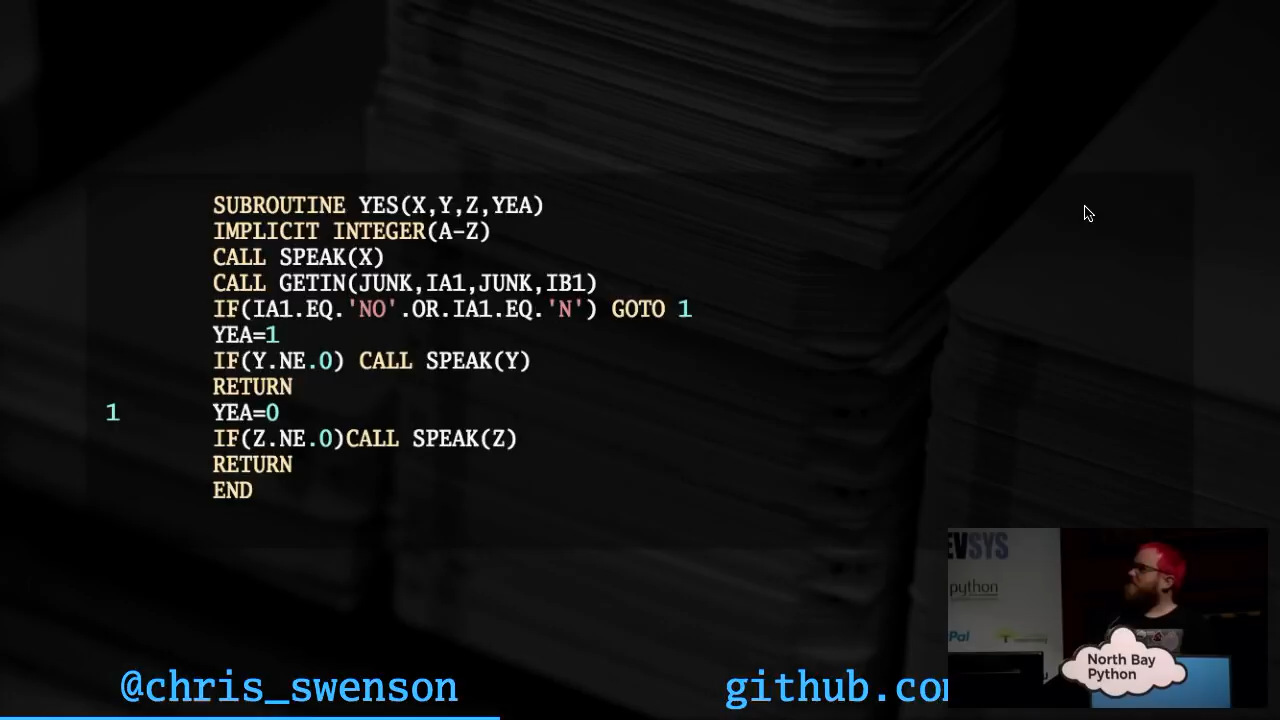 SUBROUTINE YES(X,Y,Z,YEA)
IMPLICIT INTEGER(A-Z)
CALL SPEAK(X)
CALL GETIN(JUNK,IA1,JUNK,IB1)
IF(IA1.EQ.'NO'.OR.IA1.EQ.'N') GOTO 1
YEA=1
IF(Y.NE.0) CALL SPEAK(Y)
RETURN
1 YEA=0
IF(Z.NE.0)CALL SPEAK(Z)
RETURN
END
EVSYS
python
Pal
North Bay
Python
@chris_swenson
github.com